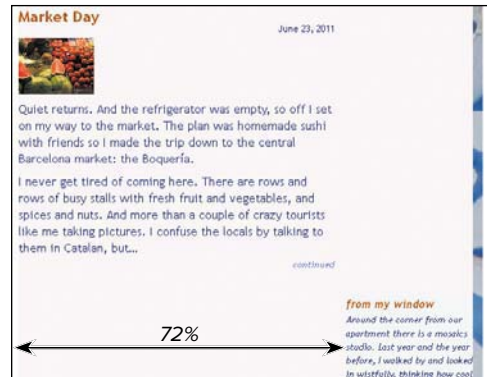 Market Day
June 23, 2011
Quiet returns. And the refrigerator was empty, so off I set
on my way to the market. The plan was homemade sushi
with friends so I made the trip down to the central
Barcelona market: the Boquería.
I never get tired of coming here. There are rows and
rows of busy stalls with fresh fruit and vegetables, and
spices and nuts. And more than a couple of crazy tourists
like me taking pictures. I confuse the locals by talking to
them in Catalan, but…
continued
from my window
Around the corner from our
apartment there is a mosaics
studio. Last year and the year
before, I walked by and looked
in wistfully, thinking how cool
72%